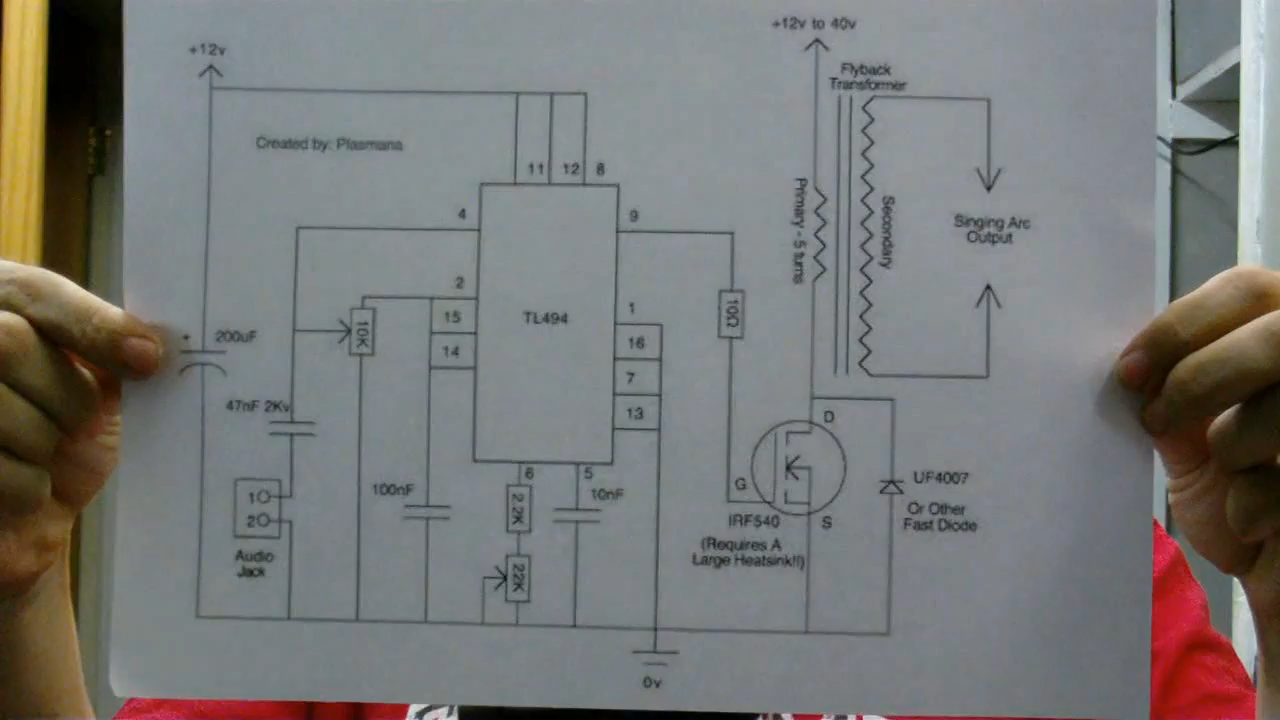 +12v to 40v
+12v
Flyback
Transformer
Created by: Plasmana
11
12
8
4
9
Primary - 5 turns
Secondary
Singing Arc
Output
2
15
14
10K
TL494
1
16
7
13
10Ω
+
200uF
47nF 2Kv
D
G
S
6
5
UF4007
Or Other
Fast Diode
100nF
2.2K
10nF
1
2
Audio
Jack
22K
IRF540
(Requires A
Large Heatsink!!)
0v